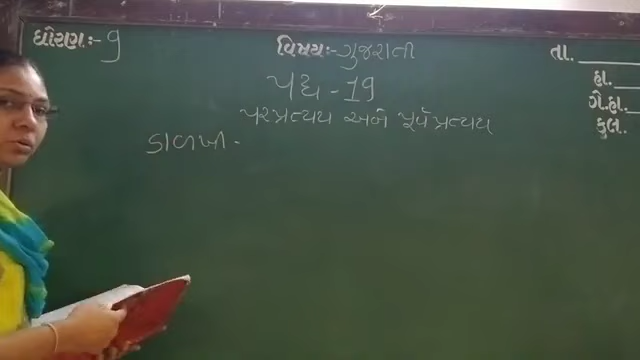 ધોરણ:- 9 વિષય:- ગુજરાતી તા.
પદ્ય - 19 હા.
પરપ્રત્યય અને પૂર્વપ્રત્યય ગે.હા.
ડાળખી - કુલ..